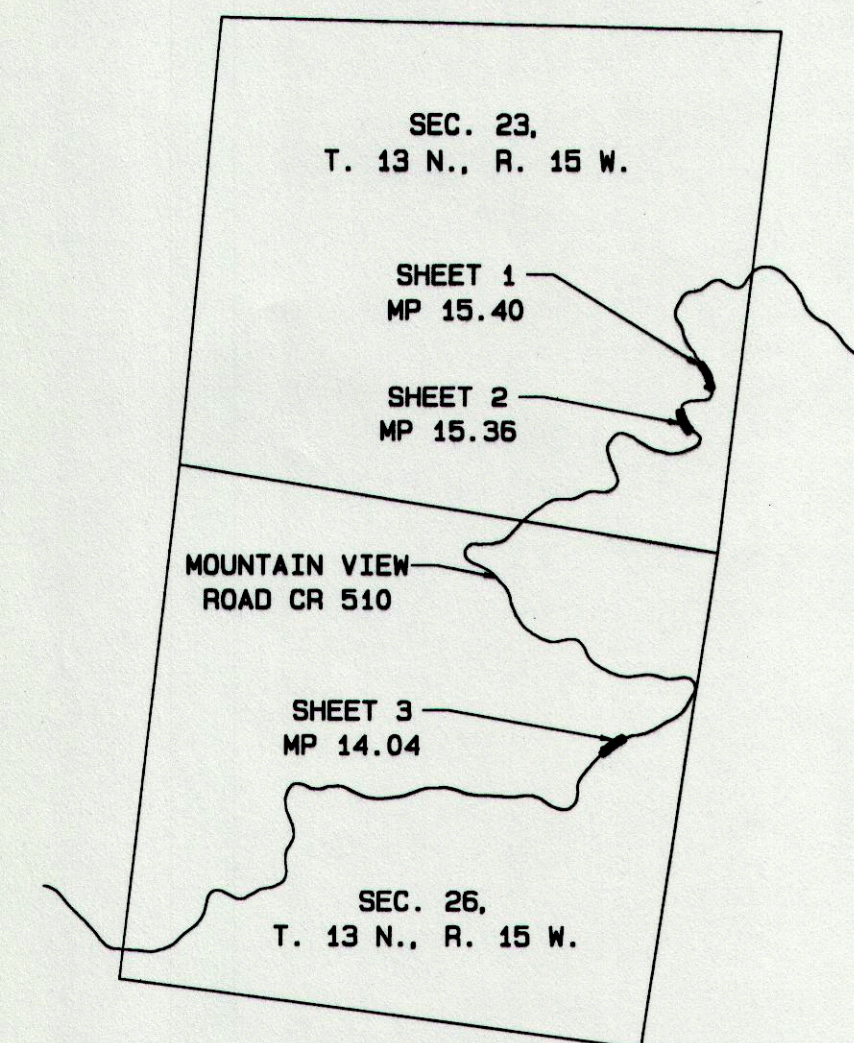 SEC. 23,
T. 13 N., R. 15 W.
SHEET 1
MP 15.40
SHEET 2
MP 15.36
MOUNTAIN VIEW
ROAD CR 510
SHEET 3
MP 14.04
SEC. 26,
T. 13 N., R. 15 W.